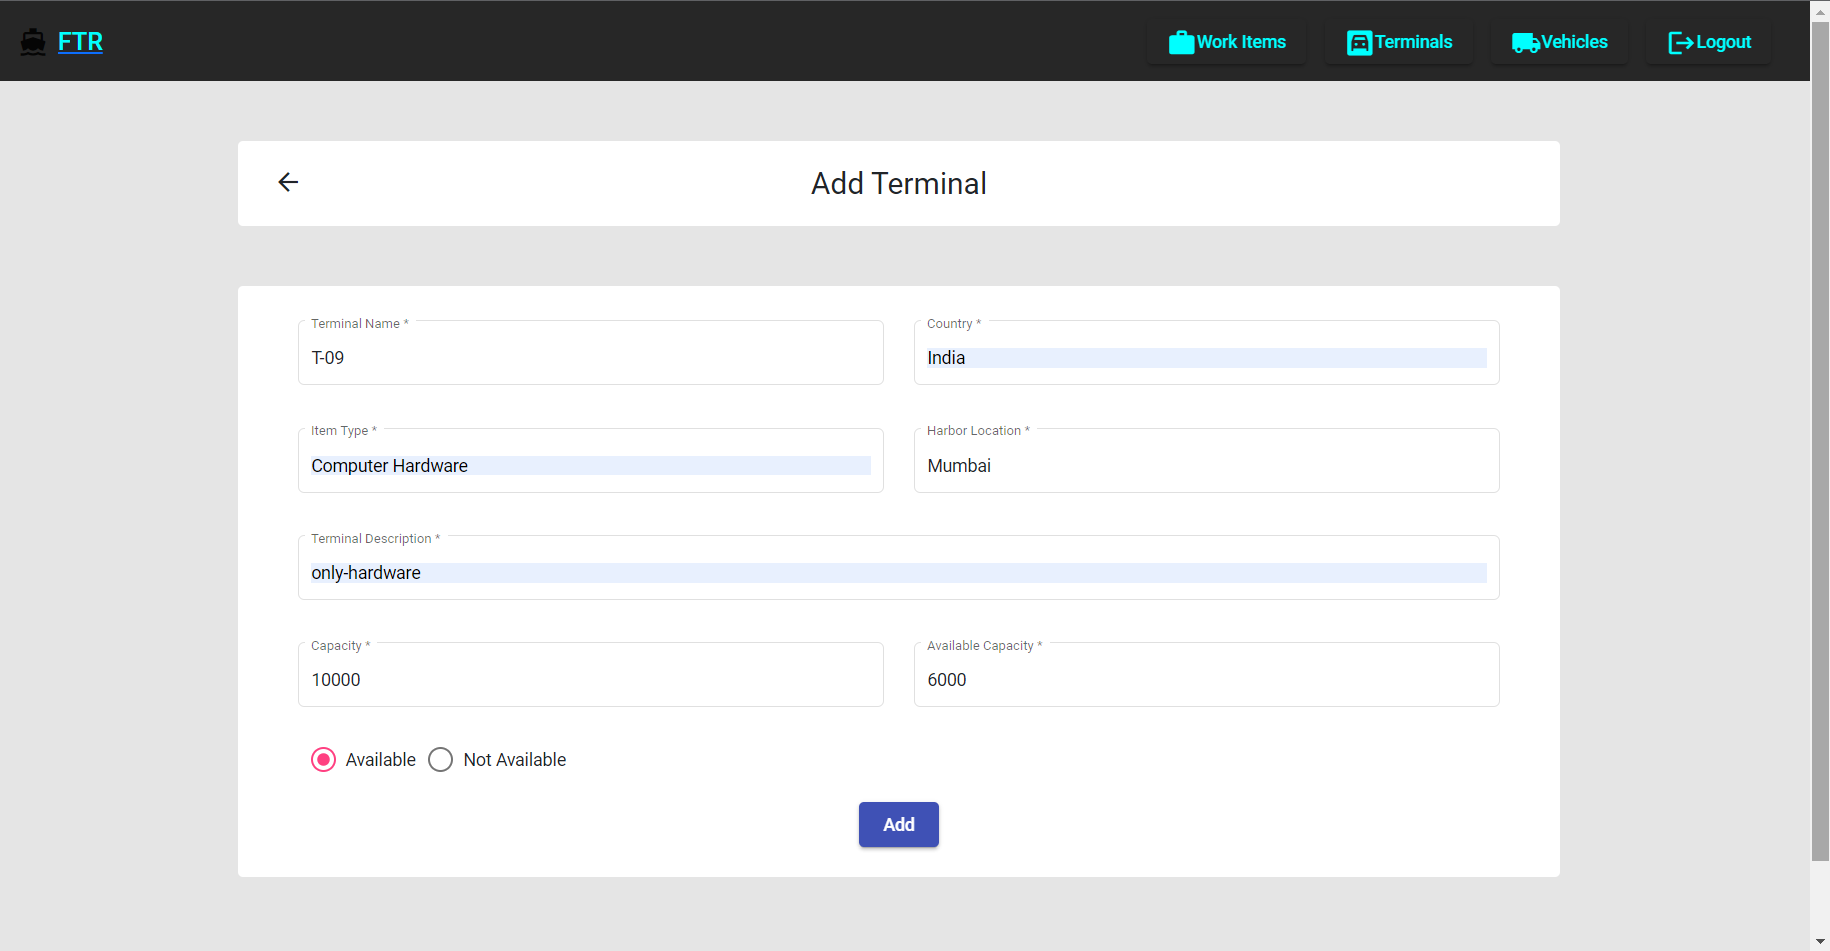 FTR
Work Items
Terminals
Vehicles
Logout
Add Terminal
Terminal Name *
T-09
Country *
India
Item Type *
Computer Hardware
Harbor Location *
Mumbai
Terminal Description *
only-hardware
Capacity *
10000
Available Capacity *
6000
Available
Not Available
Add